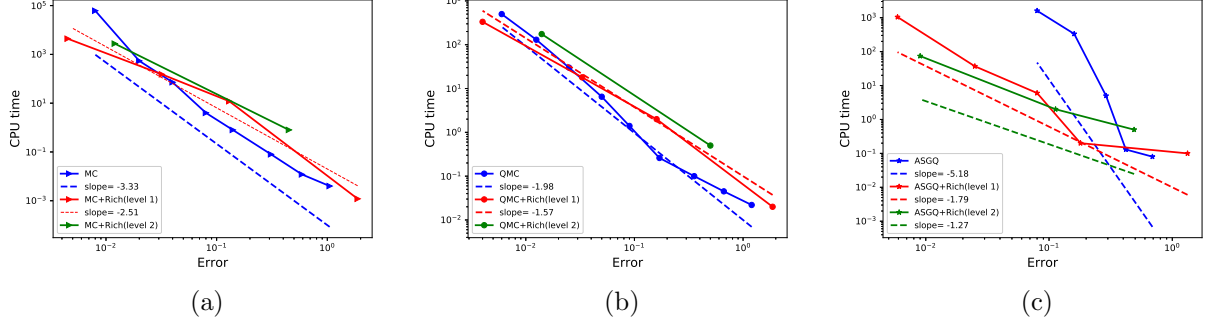 10^5
10^3
10^1
10^-1
10^-3
CPU time
MC
slope= -3.33
MC+Rich(level 1)
slope= -2.51
MC+Rich(level 2)
10^-2
10^-1
10^0
Error
(a)
10^2
10^1
10^0
10^-1
10^-2
CPU time
QMC
slope= -1.98
QMC+Rich(level 1)
slope= -1.57
QMC+Rich(level 2)
10^-2
10^-1
10^0
Error
(b)
10^3
10^2
10^1
10^0
10^-1
10^-2
10^-3
CPU time
ASGQ
slope= -5.18
ASGQ+Rich(level 1)
slope= -1.79
ASGQ+Rich(level 2)
slope= -1.27
10^-2
10^-1
10^0
Error
(c)